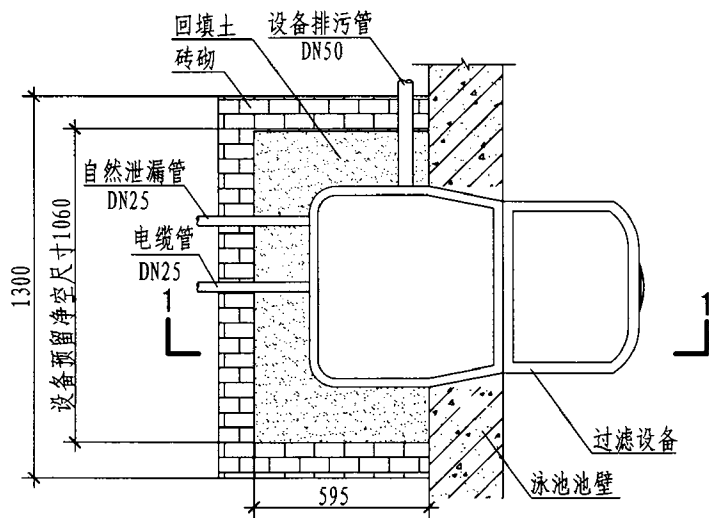 回填土
设备排污管
DN50
砖砌
自然泄漏管
DN25
电缆管
DN25
1300
设备预留净空尺寸1060
1
1
过滤设备
泳池池壁
595